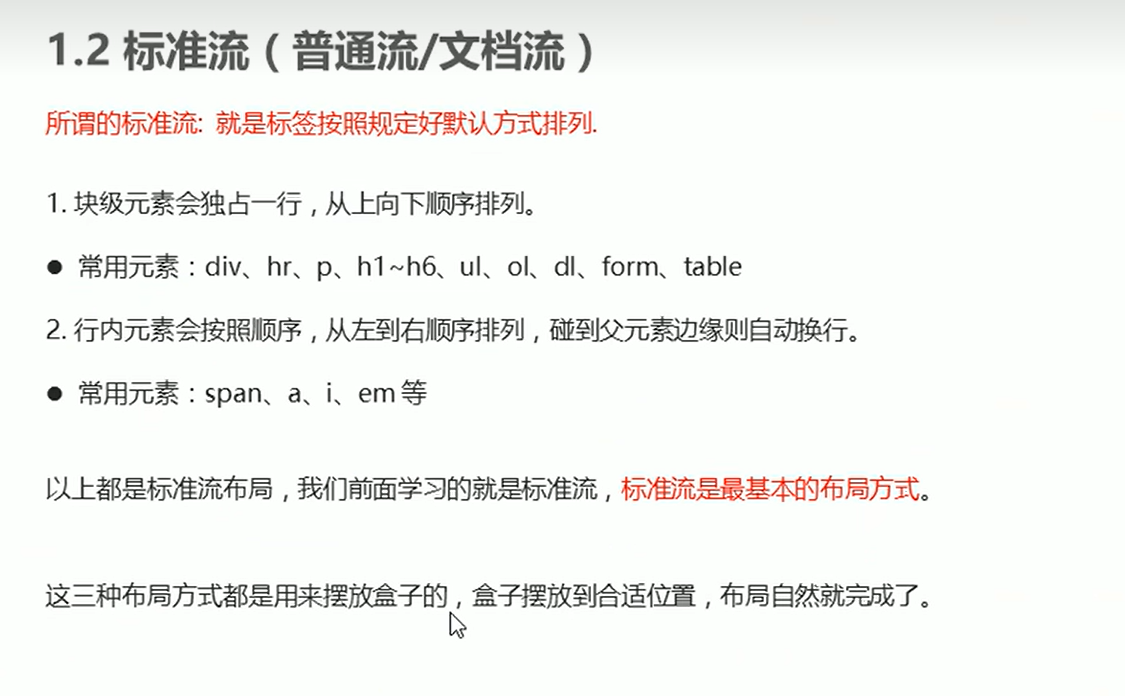 1.2 标准流（普通流/文档流）
所谓的标准流: 就是标签按照规定好默认方式排列.
1. 块级元素会独占一行，从上向下顺序排列。
● 常用元素：div、hr、p、h1~h6、ul、ol、dl、form、table
2. 行内元素会按照顺序，从左到右顺序排列，碰到父元素边缘则自动换行。
● 常用元素：span、a、i、em 等
以上都是标准流布局，我们前面学习的就是标准流，标准流是最基本的布局方式。
这三种布局方式都是用来摆放盒子的，盒子摆放到合适位置，布局自然就完成了。